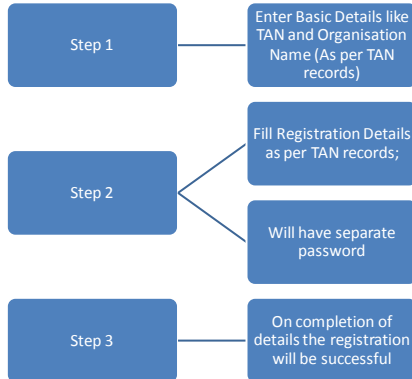 Step 1
Enter Basic Details like
TAN and Organisation
Name (As per TAN
records)
Step 2
Fill Registration Details
as per TAN records;
Will have separate
password
Step 3
On completion of
details the registration
will be successful